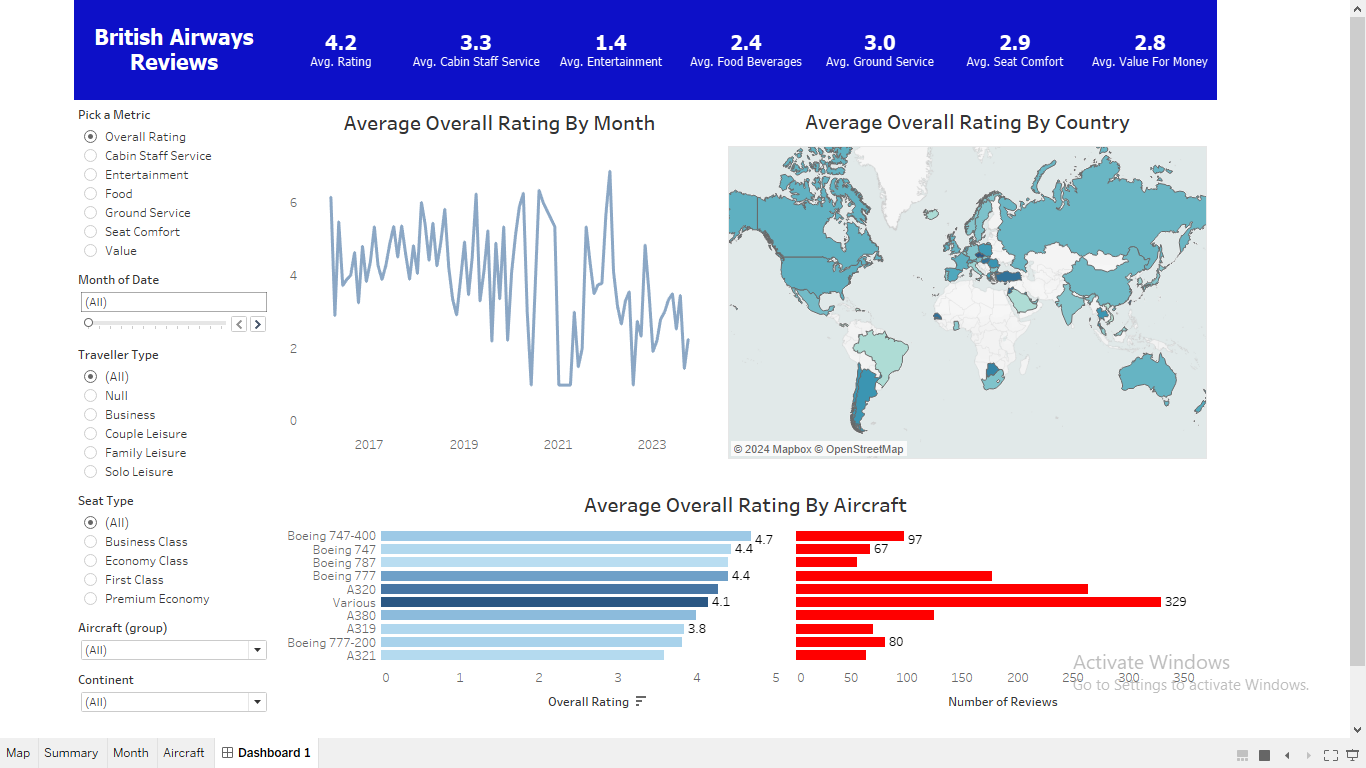 British Airways
Reviews
4.2
Avg. Rating
3.3
Avg. Cabin Staff Service
1.4
Avg. Entertainment
2.4
Avg. Food Beverages
3.0
Avg. Ground Service
2.9
Avg. Seat Comfort
2.8
Avg. Value For Money
Pick a Metric
Overall Rating
Cabin Staff Service
Entertainment
Food
Ground Service
Seat Comfort
Value
Month of Date
(All)
Traveller Type
(All)
Null
Business
Couple Leisure
Family Leisure
Solo Leisure
Seat Type
(All)
Business Class
Economy Class
First Class
Premium Economy
Aircraft (group)
(All)
Continent
(All)
Average Overall Rating By Month
6
4
2
0
2017 2019 2021 2023
Average Overall Rating By Country
© 2024 Mapbox © OpenStreetMap
Average Overall Rating By Aircraft
Boeing 747-400 4.7 97
Boeing 747 4.4 67
Boeing 787
Boeing 777 4.4
A320
Various 4.1 329
A380
A319 3.8
Boeing 777-200 80
A321
0 1 2 3 4 5 0 50 100 150 200 250 300 350
Overall Rating Number of Reviews
Activate Windows
Go to Settings to activate Windows.
Map Summary Month Aircraft Dashboard 1